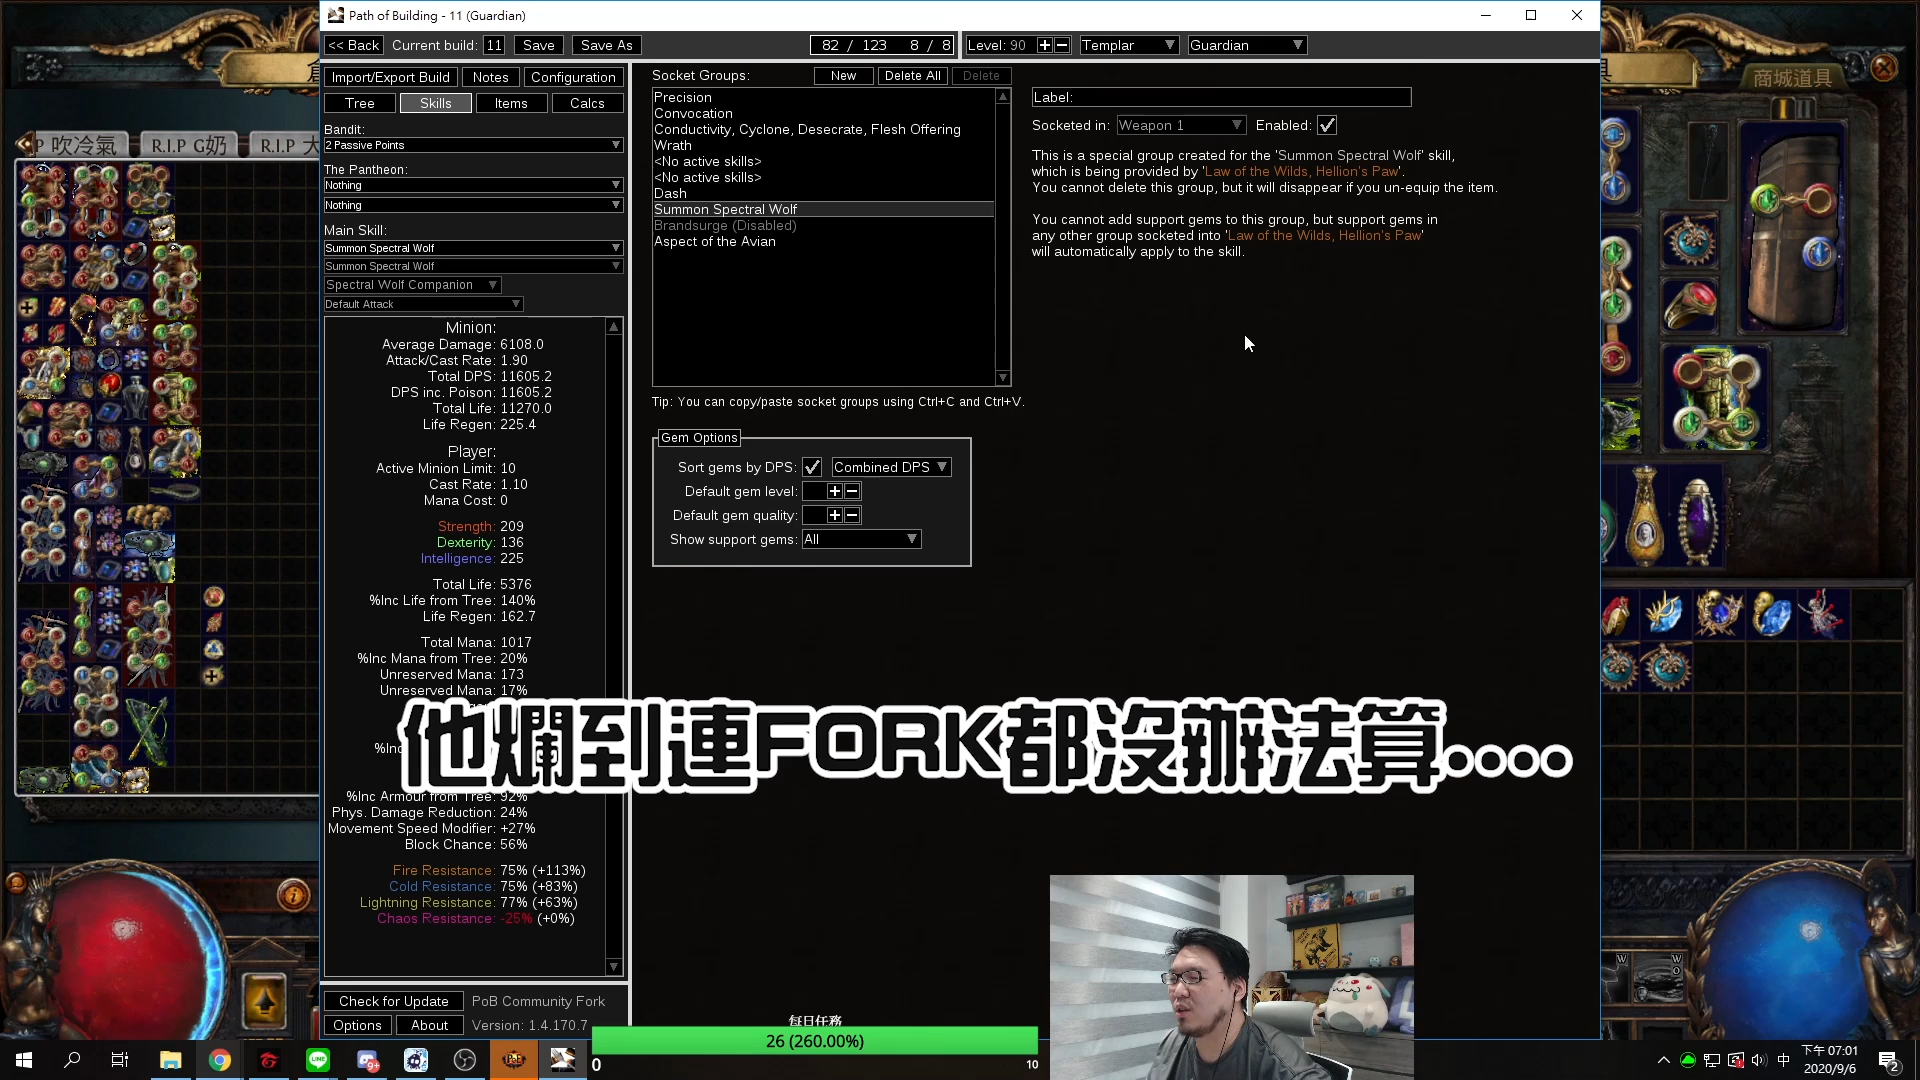 Path of Building - 11 (Guardian)
<< Back
Current build: 11
Save
Save As
82 / 123 8 / 8
Level: 90
Templar
Guardian
Import/Export Build
Notes
Configuration
Tree
Skills
Items
Calcs
Bandit:
2 Passive Points
The Pantheon:
Nothing
Nothing
Main Skill:
Summon Spectral Wolf
Summon Spectral Wolf
Spectral Wolf Companion
Default Attack
Minion:
Average Damage: 6108.0
Attack/Cast Rate: 1.90
Total DPS: 11605.2
DPS inc. Poison: 11605.2
Total Life: 11270.0
Life Regen: 225.4
Player:
Active Minion Limit: 10
Cast Rate: 1.10
Mana Cost: 0
Strength: 209
Dexterity: 136
Intelligence: 225
Total Life: 5376
%Inc Life from Tree: 140%
Life Regen: 162.7
Total Mana: 1017
%Inc Mana from Tree: 20%
Unreserved Mana: 173
Unreserved Mana: 17%
%Inc
%Inc Armour from Tree: 92%
Phys. Damage Reduction: 24%
Movement Speed Modifier: +27%
Block Chance: 56%
Fire Resistance: 75% (+113%)
Cold Resistance: 75% (+83%)
Lightning Resistance: 77% (+63%)
Chaos Resistance: -25% (+0%)
Check for Update
PoB Community Fork
Options
About
Version: 1.4.170.7
Socket Groups:
New
Delete All
Delete
Precision
Convocation
Conductivity, Cyclone, Desecrate, Flesh Offering
Wrath
<No active skills>
<No active skills>
Dash
Summon Spectral Wolf
Brandsurge (Disabled)
Aspect of the Avian
Tip: You can copy/paste socket groups using Ctrl+C and Ctrl+V.
Gem Options
Sort gems by DPS:
Combined DPS
Default gem level:
Default gem quality:
Show support gems: All
Label:
Socketed in: Weapon 1
Enabled:
This is a special group created for the 'Summon Spectral Wolf' skill,
which is being provided by 'Law of the Wilds, Hellion's Paw'.
You cannot delete this group, but it will disappear if you un-equip the item.
You cannot add support gems to this group, but support gems in
any other group socketed into 'Law of the Wilds, Hellion's Paw'
will automatically apply to the skill.
P 吹冷氣
R.I.P G奶
R.I.P 大
商城道具
他爛到連FORK都沒辦法算....
每日任務
26 (260.00%)
0
10
中
下午 07:01
2020/9/6
2